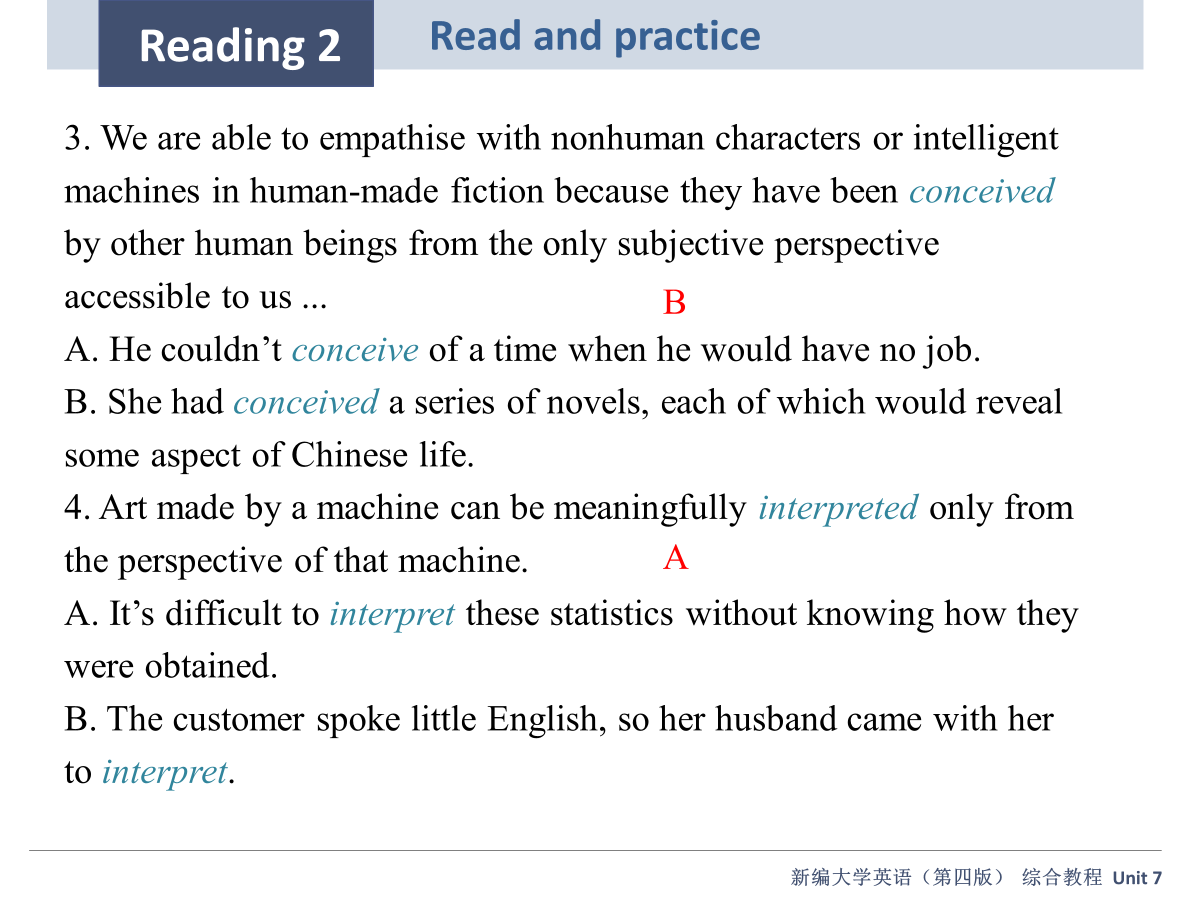 Reading 2
Read and practice
3. We are able to empathise with nonhuman characters or intelligent
machines in human-made fiction because they have been conceived
by other human beings from the only subjective perspective
accessible to us ...
B
A. He couldn’t conceive of a time when he would have no job.
B. She had conceived a series of novels, each of which would reveal
some aspect of Chinese life.
4. Art made by a machine can be meaningfully interpreted only from
the perspective of that machine.
A
A. It’s difficult to interpret these statistics without knowing how they
were obtained.
B. The customer spoke little English, so her husband came with her
to interpret.
新编大学英语（第四版） 综合教程 Unit 7